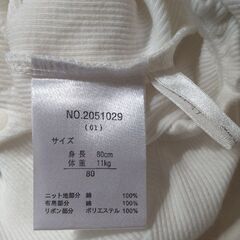 NO.2051029
(01)
サイズ
身長 80cm
体重 11kg
80
ニット地部分 綿 100%
布帛部分 綿 100%
リボン部分 ポリエステル 100%